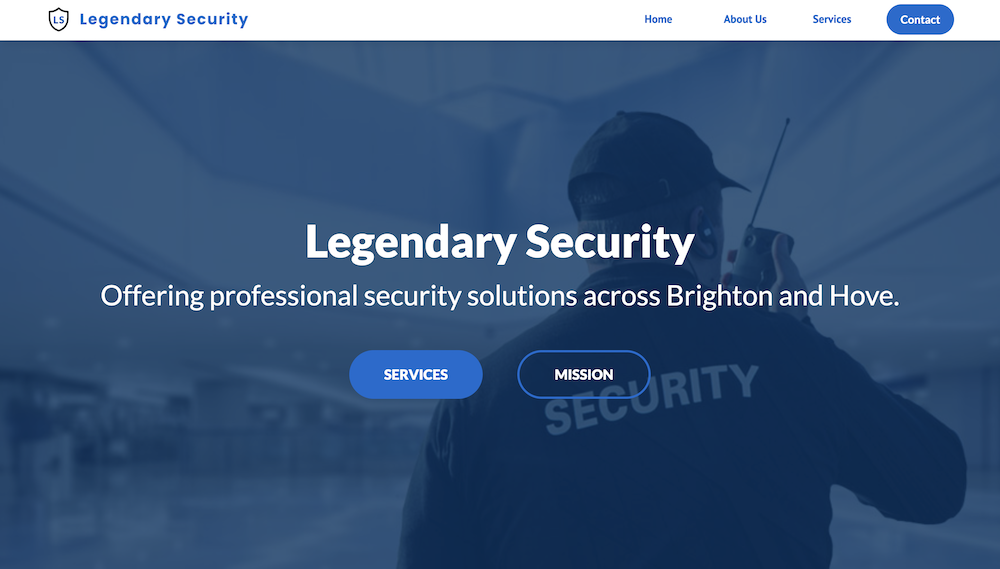 LS
Legendary Security
Home
About Us
Services
Contact
Legendary Security
Offering professional security solutions across Brighton and Hove.
SERVICES
MISSION
SECURITY